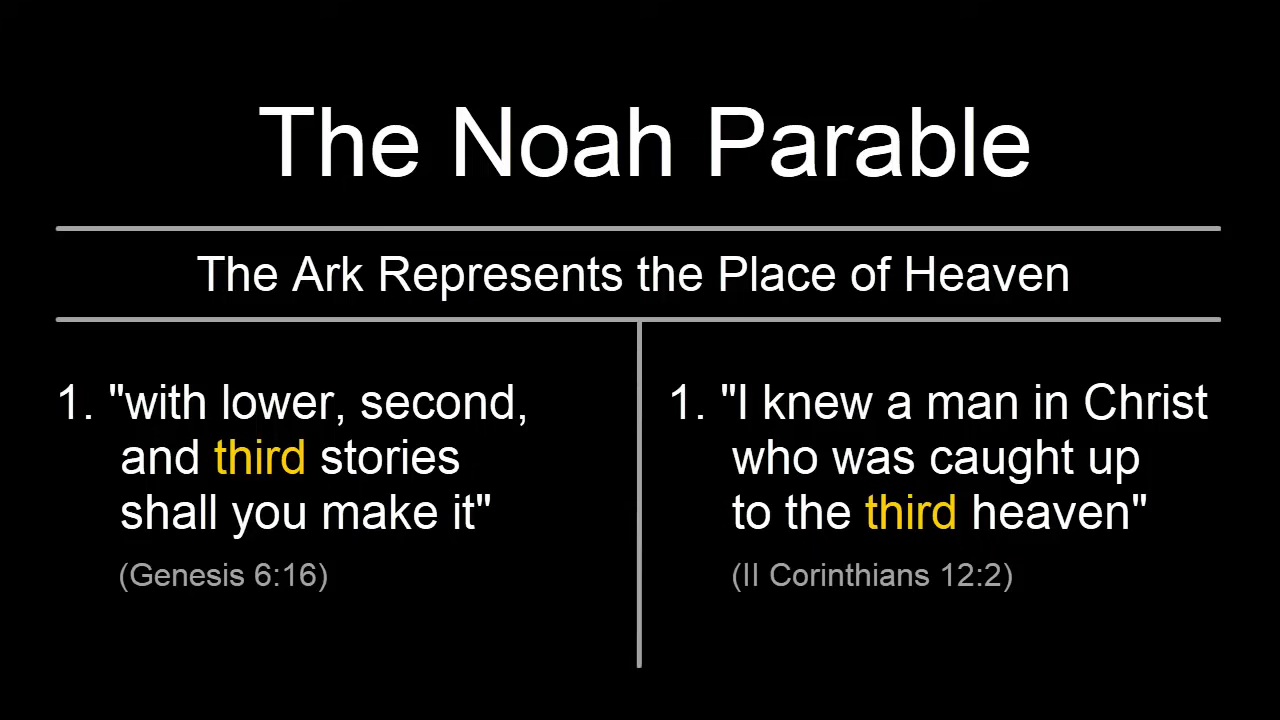 The Noah Parable
The Ark Represents the Place of Heaven
1. "with lower, second,
and third stories
shall you make it"
(Genesis 6:16)
1. "I knew a man in Christ
who was caught up
to the third heaven"
(II Corinthians 12:2)